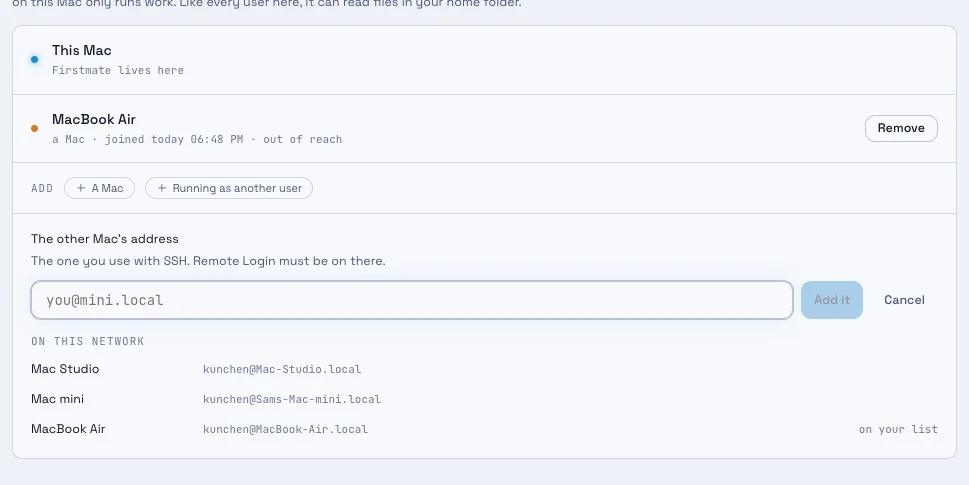 on this Mac only runs work. Like every user here, it can read files in your home folder.
This Mac
Firstmate lives here
MacBook Air
a Mac · joined today 06:48 PM · out of reach
Remove
ADD + A Mac + Running as another user
The other Mac's address
The one you use with SSH. Remote Login must be on there.
you@mini.local
Add it
Cancel
ON THIS NETWORK
Mac Studio kunchen@Mac-Studio.local
Mac mini kunchen@Sams-Mac-mini.local
MacBook Air kunchen@MacBook-Air.local on your list